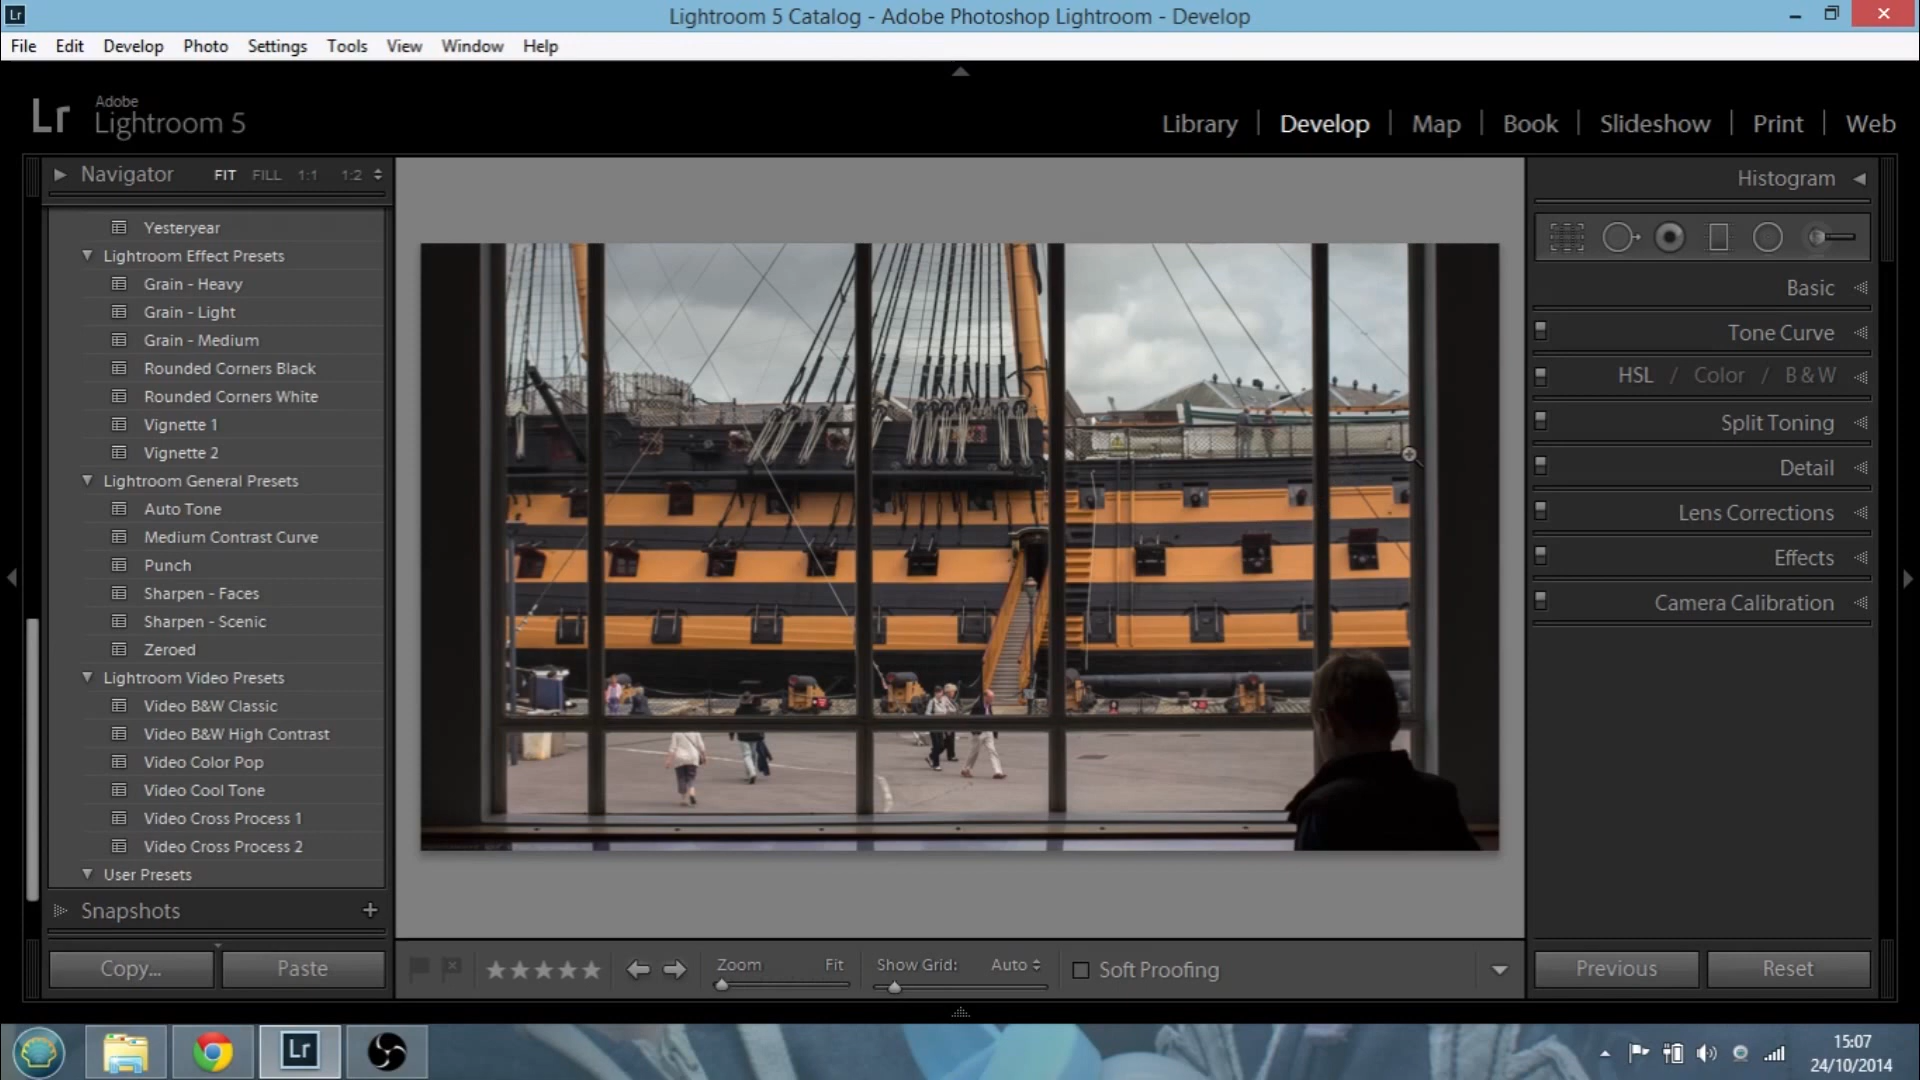 Lr
Lightroom 5 Catalog - Adobe Photoshop Lightroom - Develop
File Edit Develop Photo Settings Tools View Window Help
Lr Adobe Lightroom 5
Library | Develop | Map | Book | Slideshow | Print | Web
Navigator FIT FILL 1:1 1:2
Yesteryear
Lightroom Effect Presets
Grain - Heavy
Grain - Light
Grain - Medium
Rounded Corners Black
Rounded Corners White
Vignette 1
Vignette 2
Lightroom General Presets
Auto Tone
Medium Contrast Curve
Punch
Sharpen - Faces
Sharpen - Scenic
Zeroed
Lightroom Video Presets
Video B&W Classic
Video B&W High Contrast
Video Color Pop
Video Cool Tone
Video Cross Process 1
Video Cross Process 2
User Presets
Snapshots +
Copy... Paste
Zoom Fit Show Grid: Auto Soft Proofing
Histogram
Basic
Tone Curve
HSL / Color / B & W
Split Toning
Detail
Lens Corrections
Effects
Camera Calibration
Previous Reset
Lr
15:07
24/10/2014